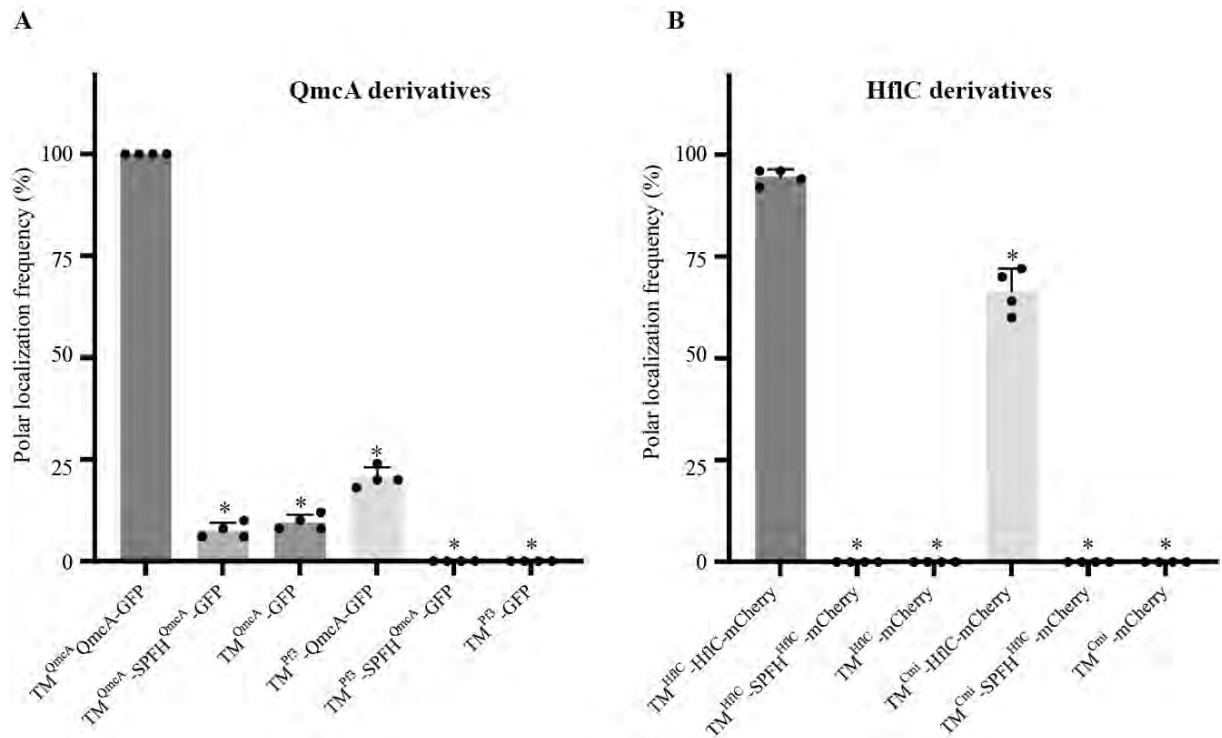 A
QmcA derivatives
Polar localization frequency (%)
100
75
50
25
0
*
*
*
*
*
TM^QmcA QmcA-GFP
TM^QmcA-SPFH^QmcA-GFP
TM^QmcA-GFP
TM^Pf3-QmcA-GFP
TM^Pf3-SPFH^QmcA-GFP
TM^Pf3-GFP
B
HflC derivatives
Polar localization frequency (%)
100
75
50
25
0
*
*
*
*
*
TM^HflC-HflC-mCherry
TM^HflC-SPFH^HflC-mCherry
TM^HflC-mCherry
TM^Cmi-HflC-mCherry
TM^Cmi-SPFH^HflC-mCherry
TM^Cmi-mCherry